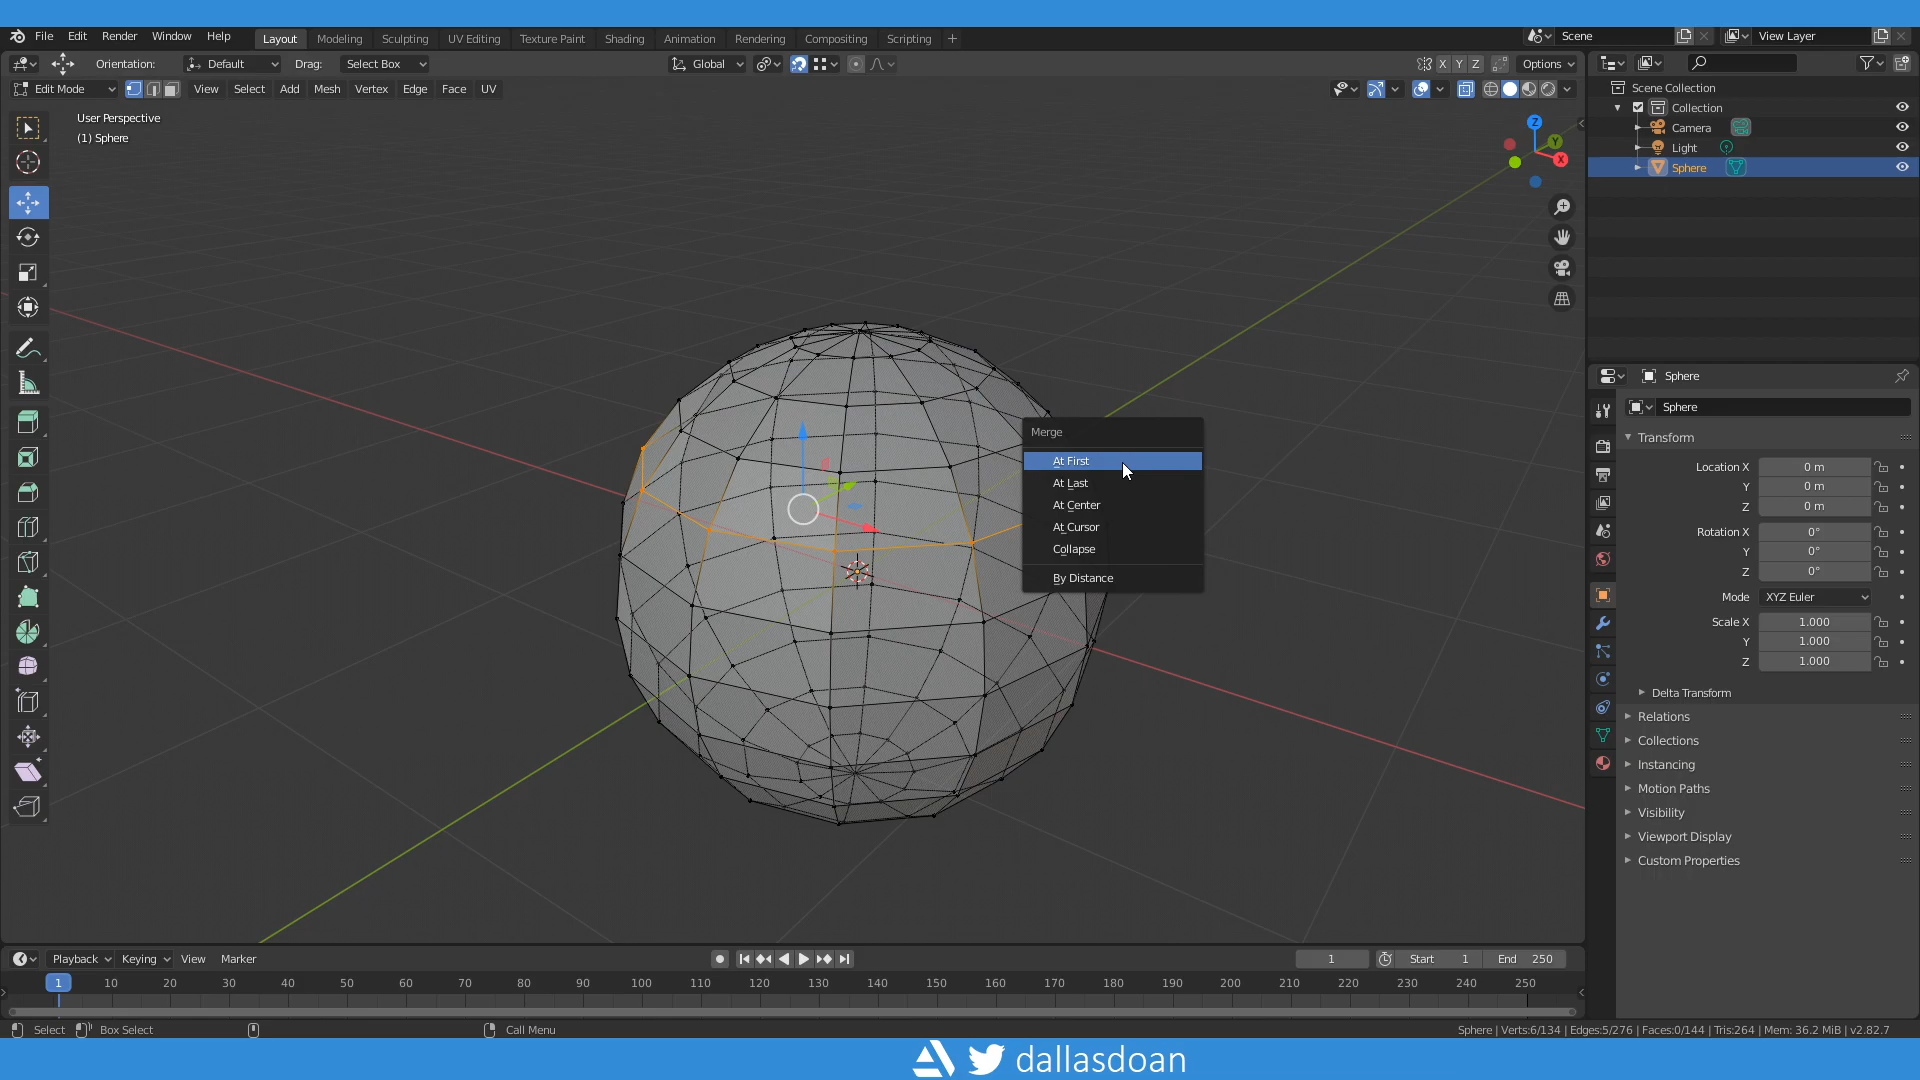 File Edit Render Window Help Layout Modeling Sculpting UV Editing Texture Paint Shading Animation Rendering Compositing Scripting + Scene View Layer
Orientation: Default Drag: Select Box Global X Y Z Options
Edit Mode View Select Add Mesh Vertex Edge Face UV
User Perspective
(1) Sphere
Z
Y
X
Scene Collection
Collection
Camera
Light
Sphere
Merge
At First
At Last
At Center
At Cursor
Collapse
By Distance
Sphere
Sphere
Transform
Location X 0 m
Y 0 m
Z 0 m
Rotation X 0°
Y 0°
Z 0°
Mode XYZ Euler
Scale X 1.000
Y 1.000
Z 1.000
Delta Transform
Relations
Collections
Instancing
Motion Paths
Visibility
Viewport Display
Custom Properties
Playback Keying View Marker 1 Start 1 End 250
1 10 20 30 40 50 60 70 80 90 100 110 120 130 140 150 160 170 180 190 200 210 220 230 240 250
Select Box Select Call Menu Sphere | Verts:6/134 | Edges:5/276 | Faces:0/144 | Tris:264 | Mem: 36.2 MiB | v2.82.7
dallasdoan